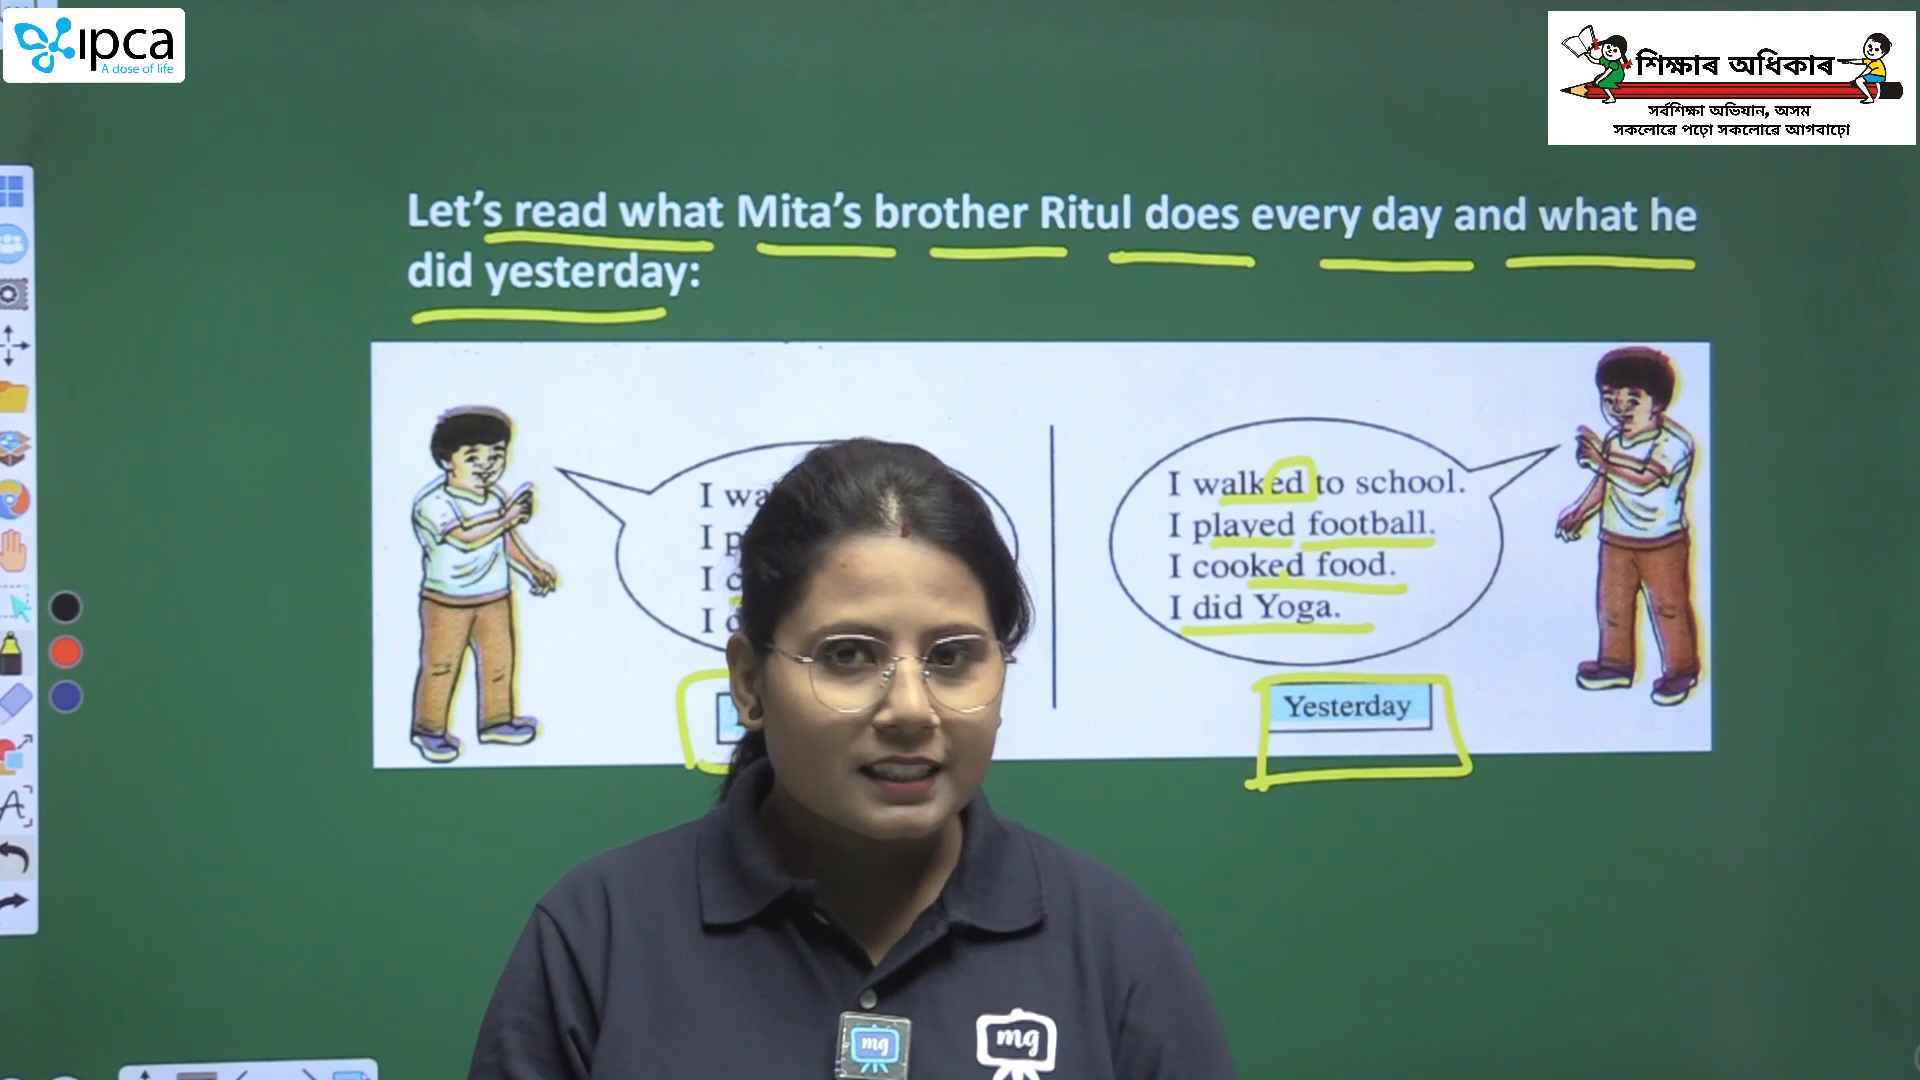 ipca
A dose of life
শিক্ষাৰ অধিকাৰ
সৰ্বশিক্ষা অভিযান, অসম
সকলোৱে পঢ়ো সকলোৱে আগবাঢ়ো
Let's read what Mita's brother Ritul does every day and what he
did yesterday:
I
I
I
I
I walked to school.
I played football.
I cooked food.
I did Yoga.
Yesterday
mg
mg